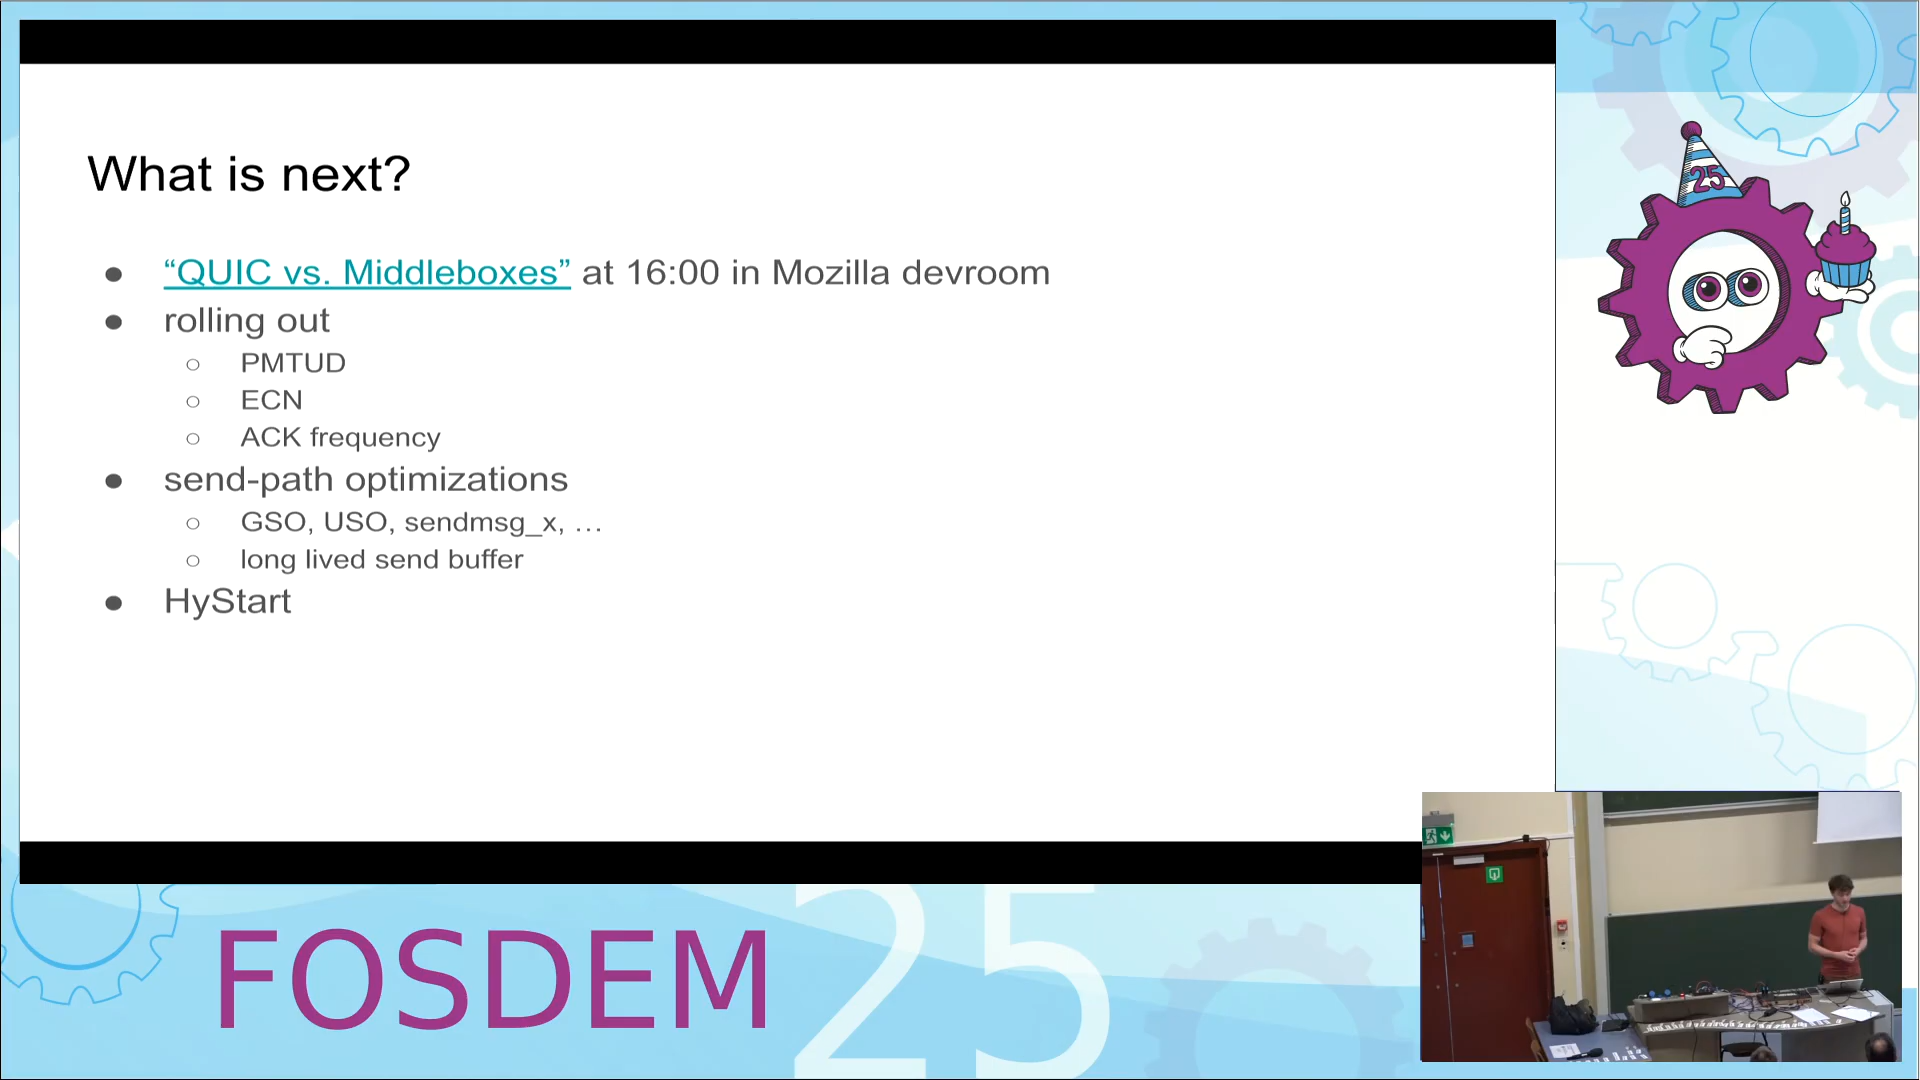 What is next?
● “QUIC vs. Middleboxes” at 16:00 in Mozilla devroom
● rolling out
○ PMTUD
○ ECN
○ ACK frequency
● send-path optimizations
○ GSO, USO, sendmsg_x, …
○ long lived send buffer
● HyStart
25
FOSDEM 25